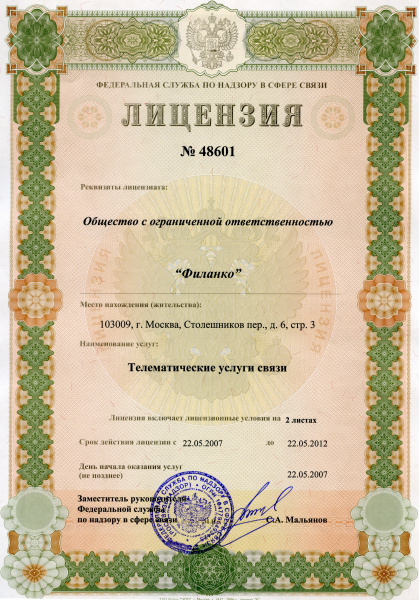 ФЕДЕРАЛЬНАЯ СЛУЖБА ПО НАДЗОРУ В СФЕРЕ СВЯЗИ
ЛИЦЕНЗИЯ
№ 48601
Реквизиты лицензиата:
Общество с ограниченной ответственностью
“Филанко”
Место нахождения (жительства):
103009, г. Москва, Столешников пер., д. 6, стр. 3
Наименование услуг:
Телематические услуги связи
Лицензия включает лицензионные условия на 2 листах
Срок действия лицензии с 22.05.2007 до 22.05.2012
День начала оказания услуг
(не позднее) 22.05.2007
Заместитель руководителя
Федеральной службы
по надзору в сфере связи С.А. Мальянов
ЛИЦЕНЗИЯ
ЛИЦЕНЗИЯ